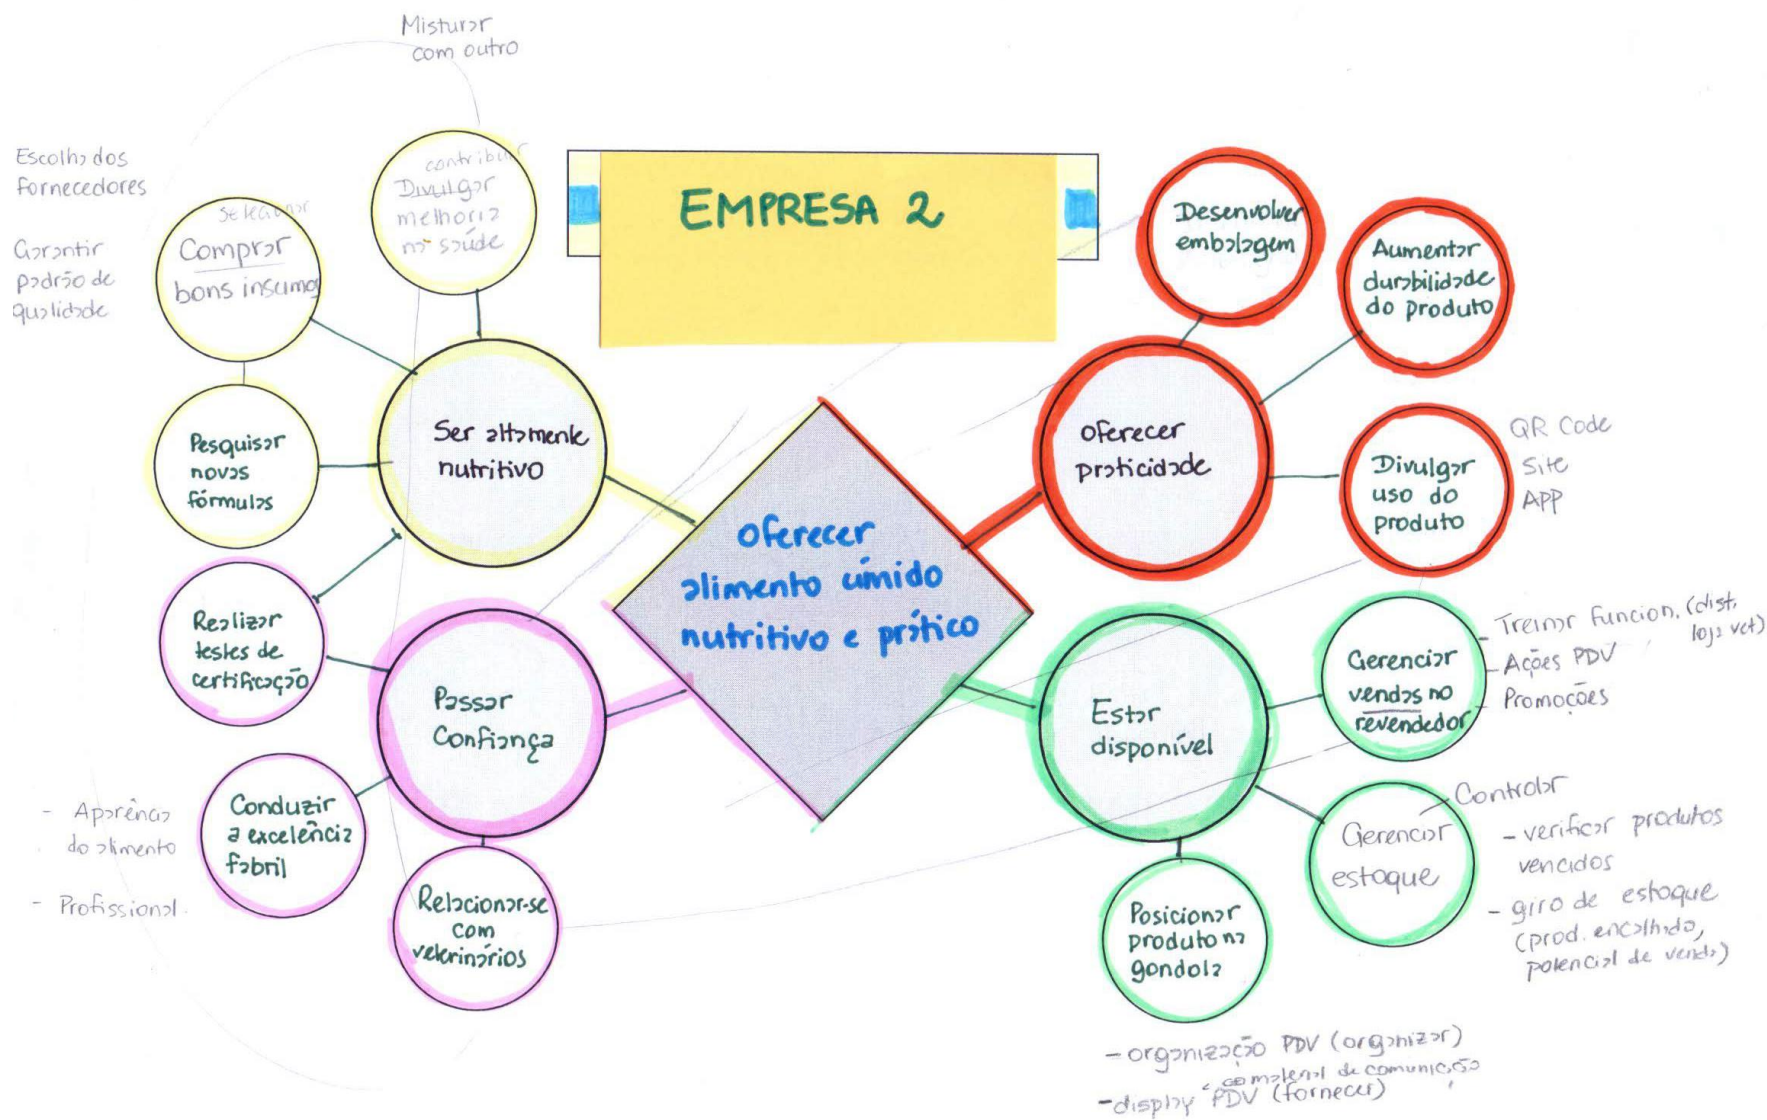 Misturar
com outro
Escolha dos
fornecedores
Garantir
padrão de
qualidade
selecionar
Comprar
bons insumos
contribuir
Divulgar
melhoria
na saúde
EMPRESA 2
Desenvolver
embalagem
Aumentar
durabilidade
do produto
Pesquisar
novas
fórmulas
Ser altamente
nutritivo
oferecer
praticidade
Divulgar
uso do
produto
QR Code
Site
APP
oferecer
alimento úmido
nutritivo e prático
Realizar
testes de
certificação
Passar
Confiança
Estar
disponível
Gerenciar
vendas no
revendedor
- Treinar funcion. (dist,
loja vet)
- Ações PDV
- Promoções
- Aparência
do alimento
- Profissional.
Conduzir
a excelência
fabril
Relacionar-se
com
veterinários
Posicionar
produto na
gondola
Gerenciar
estoque
Controlar
- verificar produtos
vencidos
- giro de estoque
(prod. encalhado,
potencial de venda)
- organização PDV (organizar)
material de comunicação
- display PDV (fornecer)